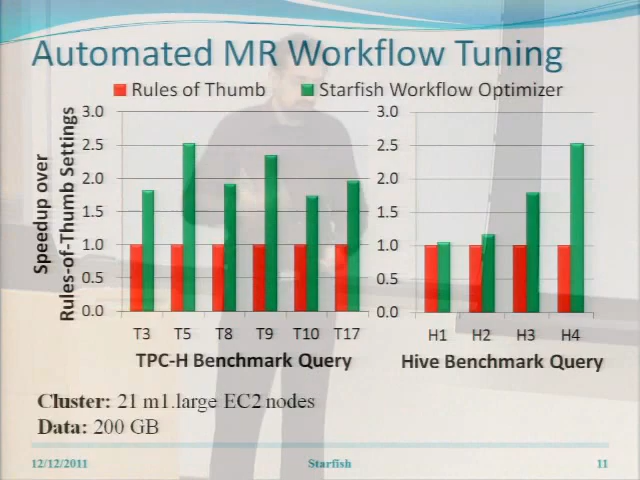 Automated MR Workflow Tuning
Rules of Thumb
Starfish Workflow Optimizer
Speedup over
Rules-of-Thumb Settings
3.0
2.5
2.0
1.5
1.0
0.5
0.0
T3 T5 T8 T9 T10 T17
TPC-H Benchmark Query
3.0
2.5
2.0
1.5
1.0
0.5
0.0
H1 H2 H3 H4
Hive Benchmark Query
Cluster: 21 m1.large EC2 nodes
Data: 200 GB
12/12/2011 Starfish 11